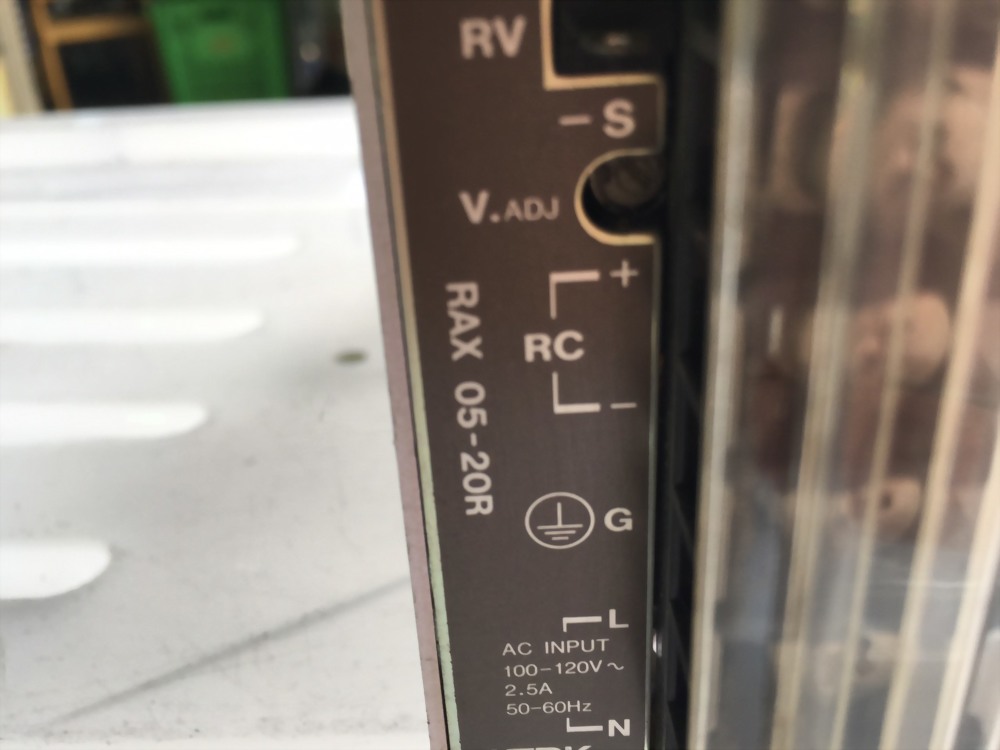 RV
–S
V.ADJ
+
RC
–
RAX 05-20R
G
L
AC INPUT
100–120V～
2.5A
50–60Hz
N